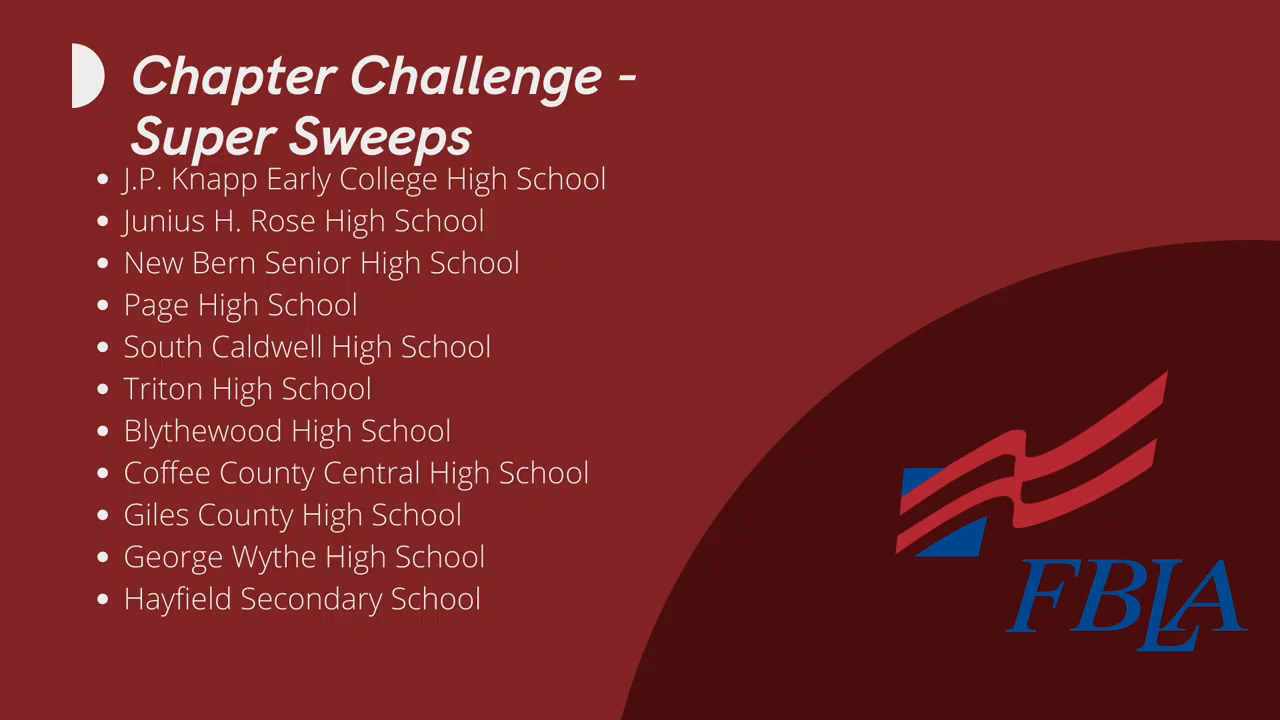 Chapter Challenge -
Super Sweeps
• J.P. Knapp Early College High School
• Junius H. Rose High School
• New Bern Senior High School
• Page High School
• South Caldwell High School
• Triton High School
• Blythewood High School
• Coffee County Central High School
• Giles County High School
• George Wythe High School
• Hayfield Secondary School
FBLA